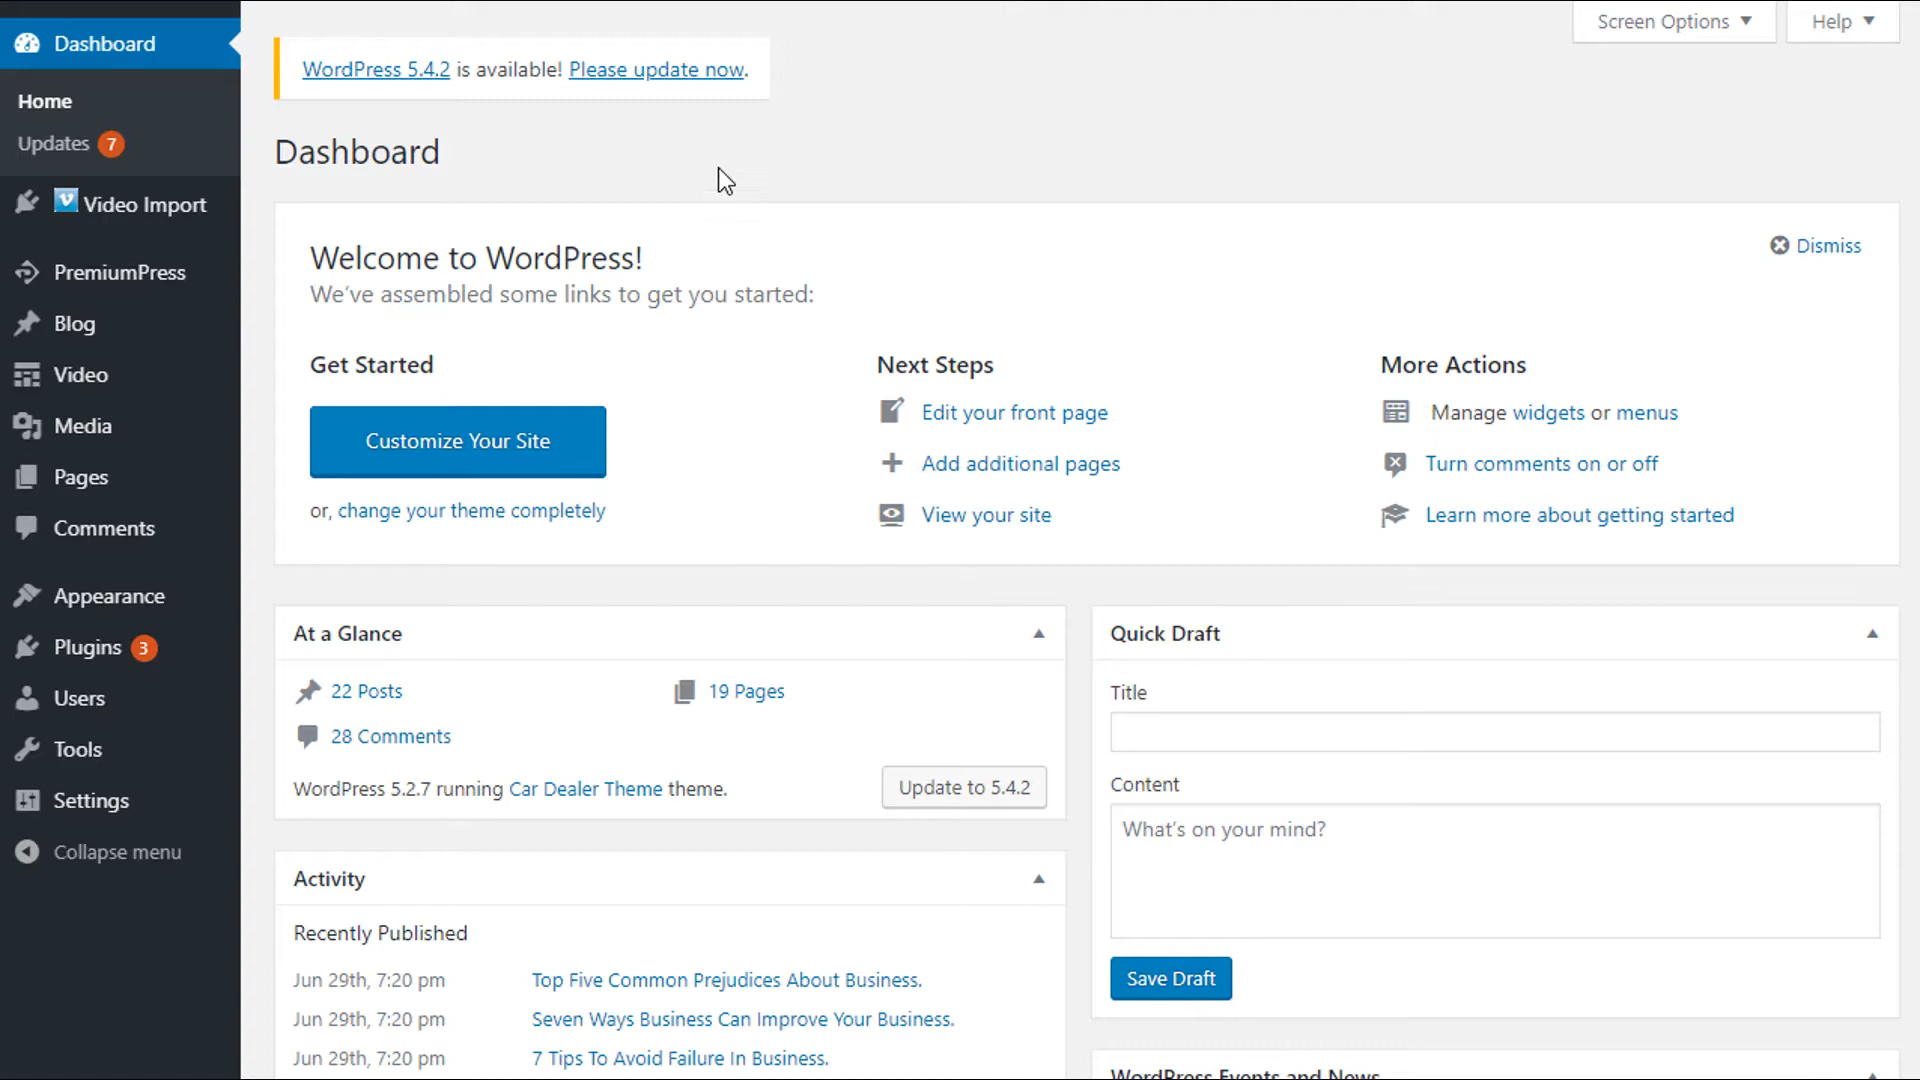 Dashboard
Home
Updates 7
Video Import
PremiumPress
Blog
Video
Media
Pages
Comments
Appearance
Plugins 3
Users
Tools
Settings
Collapse menu
Screen Options
Help
WordPress 5.4.2 is available! Please update now.
Dashboard
Welcome to WordPress!
We've assembled some links to get you started:
Dismiss
Get Started
Customize Your Site
or, change your theme completely
Next Steps
Edit your front page
Add additional pages
View your site
More Actions
Manage widgets or menus
Turn comments on or off
Learn more about getting started
At a Glance
22 Posts
19 Pages
28 Comments
WordPress 5.2.7 running Car Dealer Theme theme.
Update to 5.4.2
Activity
Recently Published
Jun 29th, 7:20 pm Top Five Common Prejudices About Business.
Jun 29th, 7:20 pm Seven Ways Business Can Improve Your Business.
Jun 29th, 7:20 pm 7 Tips To Avoid Failure In Business.
Quick Draft
Title
Content
What's on your mind?
Save Draft
WordPress Events and News